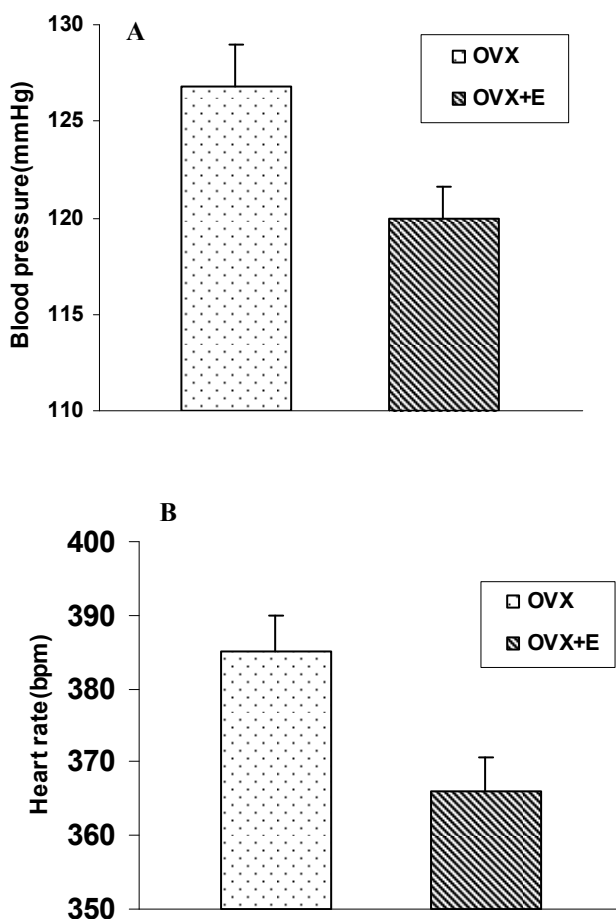 A
OVX
OVX+E
Blood pressure(mmHg)
130
125
120
115
110
B
OVX
OVX+E
Heart rate(bpm)
400
390
380
370
360
350